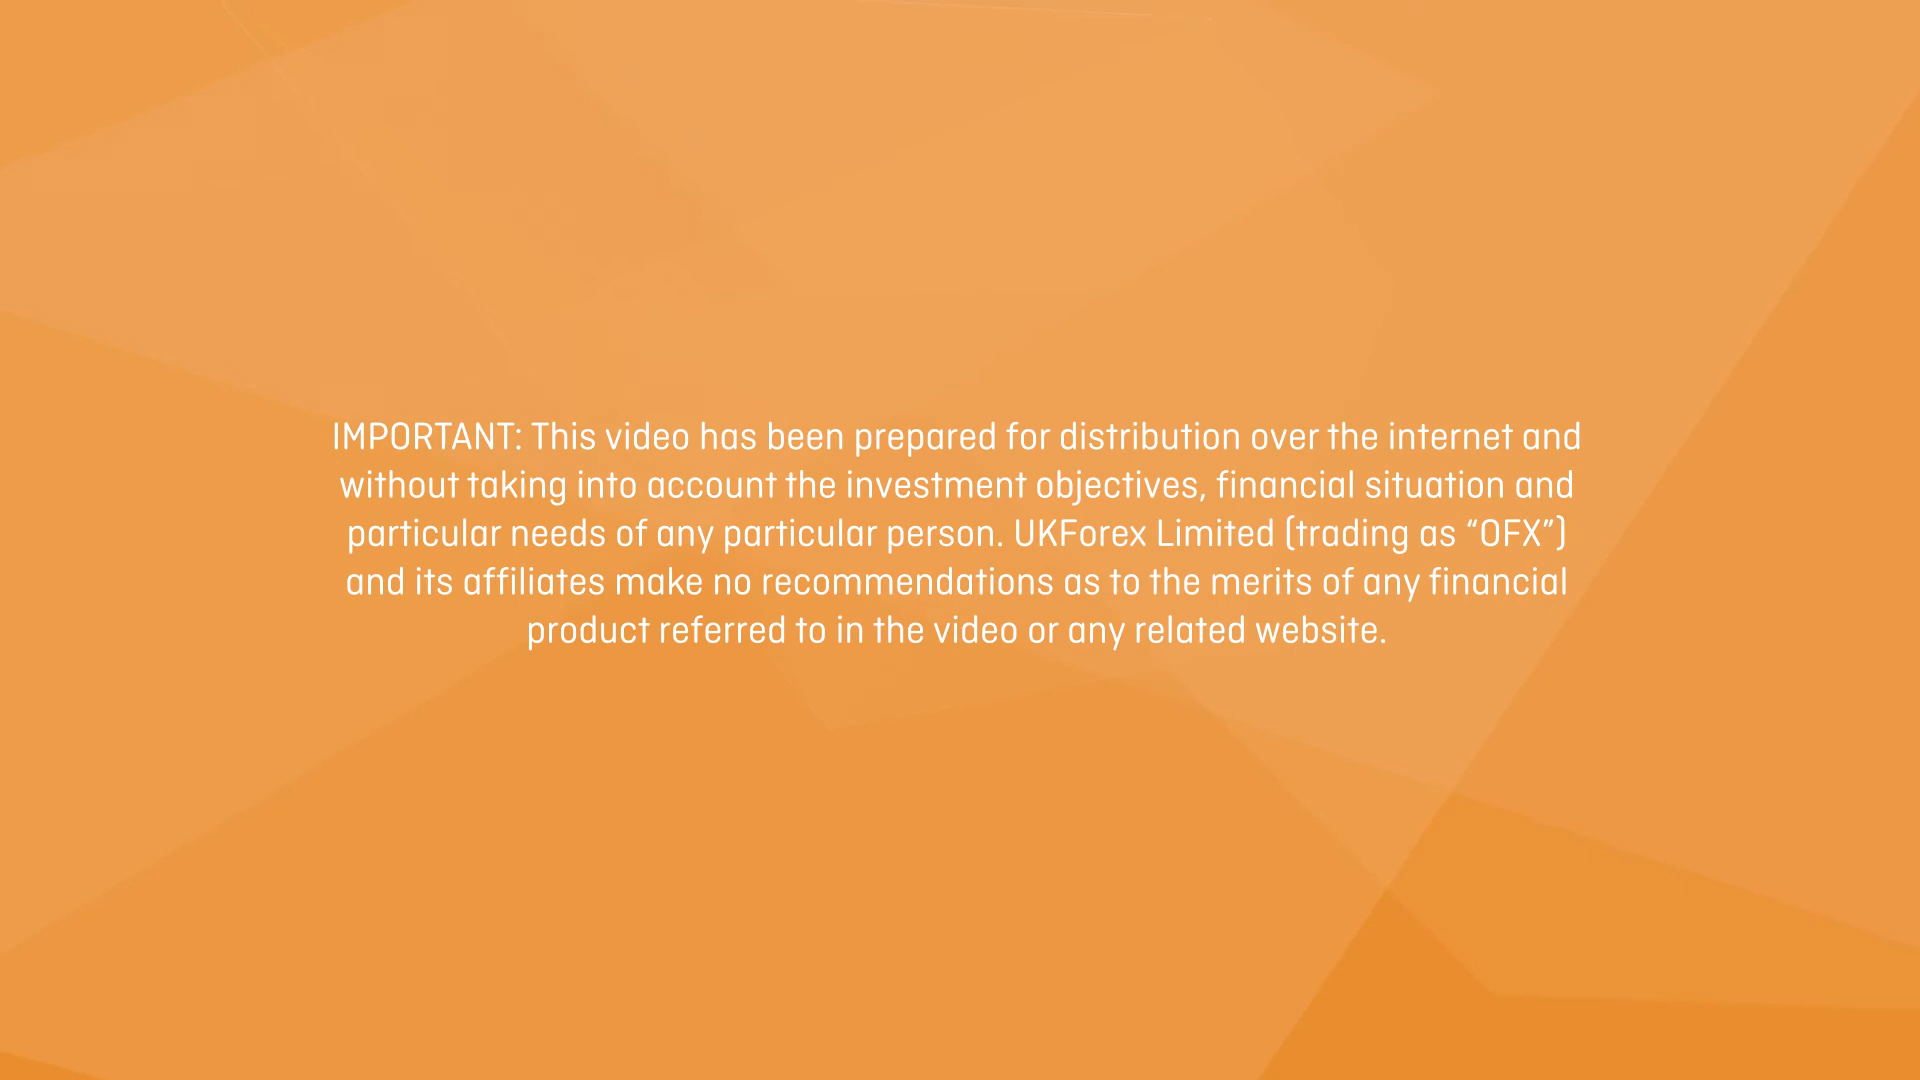 IMPORTANT: This video has been prepared for distribution over the internet and
without taking into account the investment objectives, financial situation and
particular needs of any particular person. UKForex Limited (trading as “OFX”)
and its affiliates make no recommendations as to the merits of any financial
product referred to in the video or any related website.